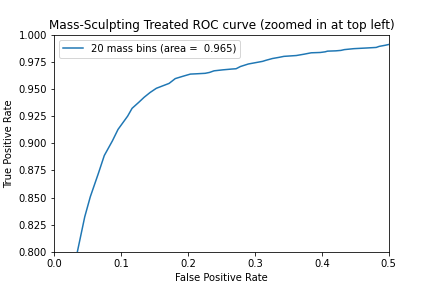 Mass-Sculpting Treated ROC curve (zoomed in at top left)
20 mass bins (area =  0.965)
1.000
0.975
0.950
0.925
0.900
0.875
0.850
0.825
0.800
True Positive Rate
0.0 0.1 0.2 0.3 0.4 0.5
False Positive Rate